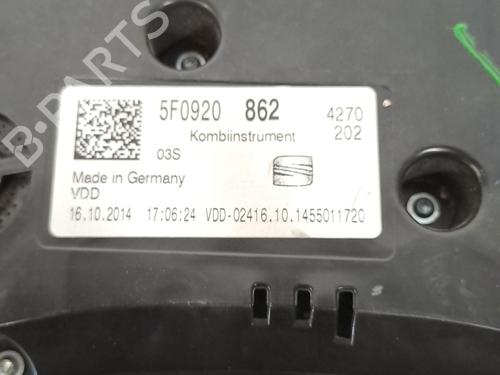 5F0920 862 4270
Kombiinstrument 202
03S
Made in Germany
VDD
16.10.2014 17:06:24 VDD-02416.10.1455011720
B-PARTS